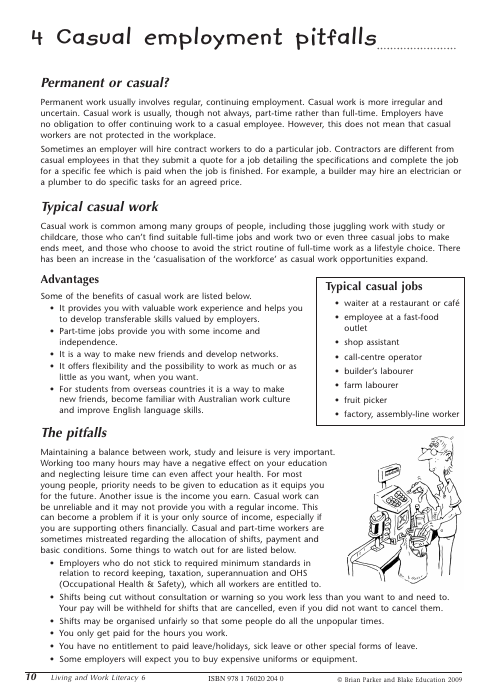 4 Casual employment pitfalls
Permanent or casual?
Permanent work usually involves regular, continuing employment. Casual work is more irregular and
uncertain. Casual work is usually, though not always, part-time rather than full-time. Employers have
no obligation to offer continuing work to a casual employee. However, this does not mean that casual
workers are not protected in the workplace.
Sometimes an employer will hire contract workers to do a particular job. Contractors are different from
casual employees in that they submit a quote for a job detailing the specifications and complete the job
for a specific fee which is paid when the job is finished. For example, a builder may hire an electrician or
a plumber to do specific tasks for an agreed price.
Typical casual work
Casual work is common among many groups of people, including those juggling work with study or
childcare, those who can't find suitable full-time jobs and work two or even three casual jobs to make
ends meet, and those who choose to avoid the strict routine of full-time work as a lifestyle choice. There
has been an increase in the 'casualisation of the workforce' as casual work opportunities expand.
Advantages
Some of the benefits of casual work are listed below.
• It provides you with valuable work experience and helps you
to develop transferable skills valued by employers.
• Part-time jobs provide you with some income and
independence.
• It is a way to make new friends and develop networks.
• It offers flexibility and the possibility to work as much or as
little as you want, when you want.
• For students from overseas countries it is a way to make
new friends, become familiar with Australian work culture
and improve English language skills.
Typical casual jobs
• waiter at a restaurant or café
• employee at a fast-food
outlet
• shop assistant
• call-centre operator
• builder's labourer
• farm labourer
• fruit picker
• factory, assembly-line worker
The pitfalls
Maintaining a balance between work, study and leisure is very important.
Working too many hours may have a negative effect on your education
and neglecting leisure time can even affect your health. For most
young people, priority needs to be given to education as it equips you
for the future. Another issue is the income you earn. Casual work can
be unreliable and it may not provide you with a regular income. This
can become a problem if it is your only source of income, especially if
you are supporting others financially. Casual and part-time workers are
sometimes mistreated regarding the allocation of shifts, payment and
basic conditions. Some things to watch out for are listed below.
• Employers who do not stick to required minimum standards in
relation to record keeping, taxation, superannuation and OHS
(Occupational Health & Safety), which all workers are entitled to.
• Shifts being cut without consultation or warning so you work less than you want to and need to.
Your pay will be withheld for shifts that are cancelled, even if you did not want to cancel them.
• Shifts may be organised unfairly so that some people do all the unpopular times.
• You only get paid for the hours you work.
• You have no entitlement to paid leave/holidays, sick leave or other special forms of leave.
• Some employers will expect you to buy expensive uniforms or equipment.
10 Living and Work Literacy 6 ISBN 978 1 76020 204 0 © Brian Parker and Blake Education 2009